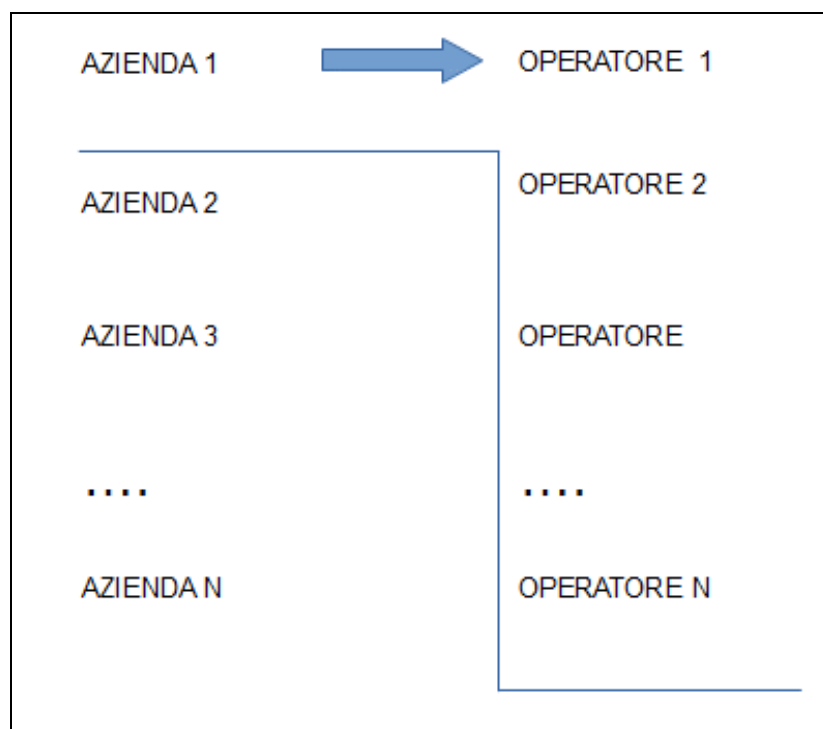 AZIENDA 1 OPERATORE 1
AZIENDA 2 OPERATORE 2
AZIENDA 3 OPERATORE
.... ....
AZIENDA N OPERATORE N